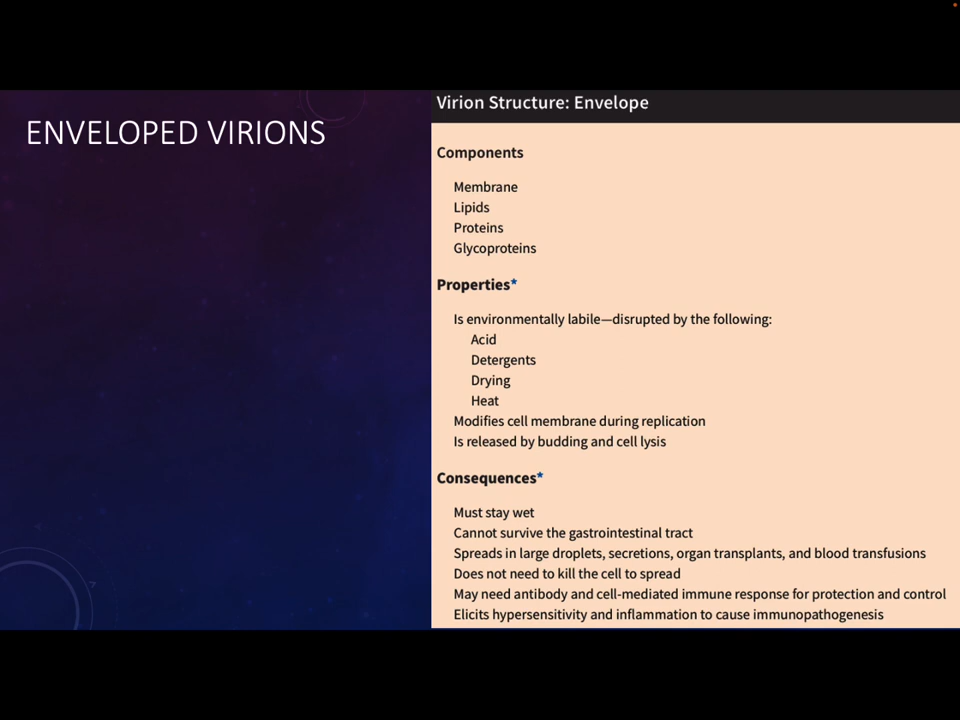 ENVELOPED VIRIONS
Virion Structure: Envelope
Components
Membrane
Lipids
Proteins
Glycoproteins
Properties*
Is environmentally labile—disrupted by the following:
Acid
Detergents
Drying
Heat
Modifies cell membrane during replication
Is released by budding and cell lysis
Consequences*
Must stay wet
Cannot survive the gastrointestinal tract
Spreads in large droplets, secretions, organ transplants, and blood transfusions
Does not need to kill the cell to spread
May need antibody and cell-mediated immune response for protection and control
Elicits hypersensitivity and inflammation to cause immunopathogenesis